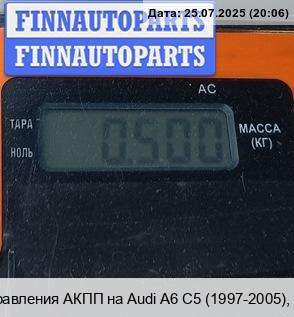 Дата: 25.07.2025 (20:06)
FINNAUTOPARTS
FINNAUTOPARTS
AC
ТАРА
НОЛЬ
0.500
МАССА
(КГ)
равления АКПП на Audi A6 C5 (1997-2005),